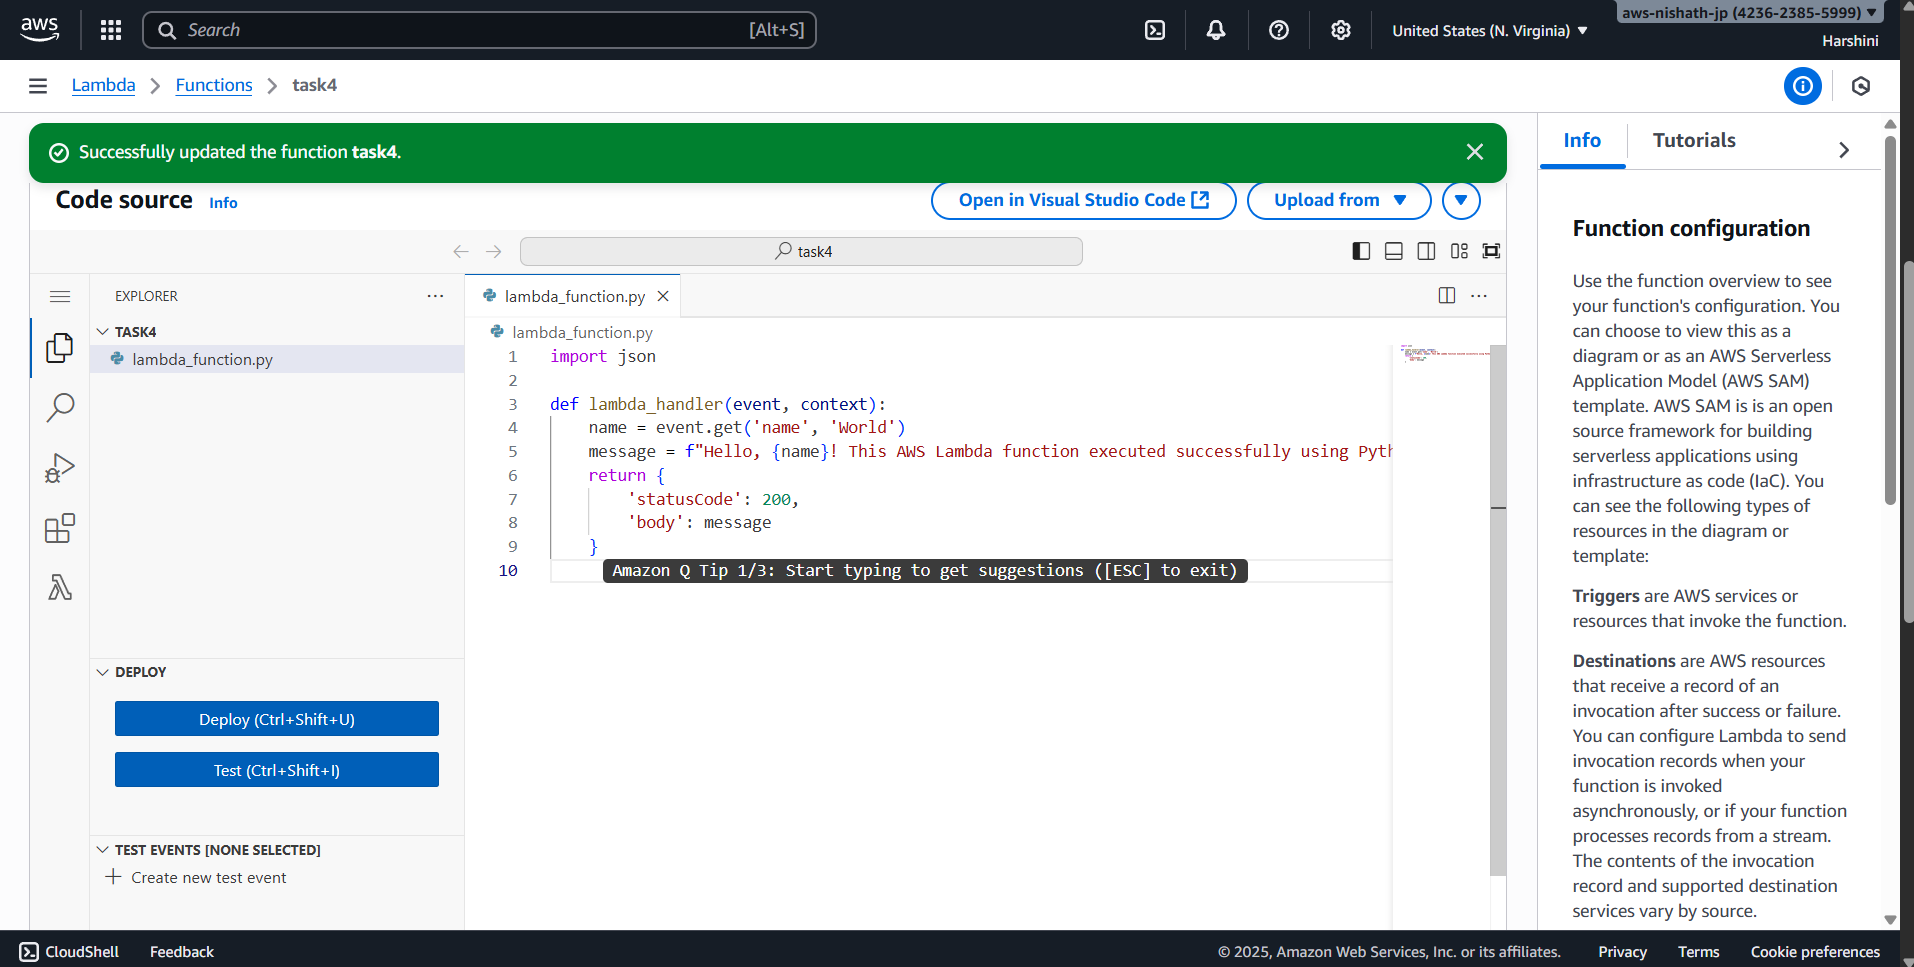 aws
Search
[Alt+S]
United States (N. Virginia)
aws-nishath-jp (4236-2385-5999)
Harshini
Lambda
Functions
task4
Successfully updated the function task4.
Code source
Info
Open in Visual Studio Code
Upload from
task4
EXPLORER
TASK4
lambda_function.py
lambda_function.py
lambda_function.py
1 import json
2
3 def lambda_handler(event, context):
4 name = event.get('name', 'World')
5 message = f"Hello, {name}! This AWS Lambda function executed successfully using Pyth
6 return {
7 'statusCode': 200,
8 'body': message
9 }
10
Amazon Q Tip 1/3: Start typing to get suggestions ([ESC] to exit)
DEPLOY
Deploy (Ctrl+Shift+U)
Test (Ctrl+Shift+I)
TEST EVENTS [NONE SELECTED]
Create new test event
Info
Tutorials
Function configuration
Use the function overview to see
your function's configuration. You
can choose to view this as a
diagram or as an AWS Serverless
Application Model (AWS SAM)
template. AWS SAM is is an open
source framework for building
serverless applications using
infrastructure as code (IaC). You
can see the following types of
resources in the diagram or
template:
Triggers are AWS services or
resources that invoke the function.
Destinations are AWS resources
that receive a record of an
invocation after success or failure.
You can configure Lambda to send
invocation records when your
function is invoked
asynchronously, or if your function
processes records from a stream.
The contents of the invocation
record and supported destination
services vary by source.
CloudShell
Feedback
© 2025, Amazon Web Services, Inc. or its affiliates.
Privacy
Terms
Cookie preferences